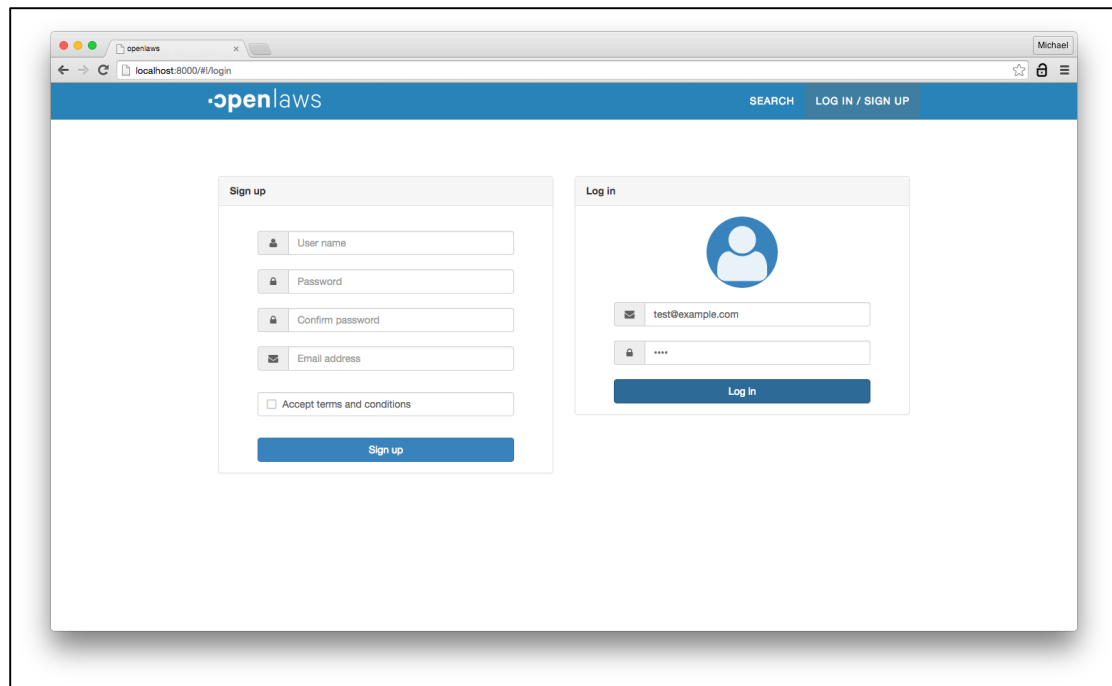 openlaws
Michael
localhost:8000/#!/login
openlaws
SEARCH LOG IN / SIGN UP
Sign up
User name
Password
Confirm password
Email address
Accept terms and conditions
Sign up
Log in
test@example.com
••••
Log in